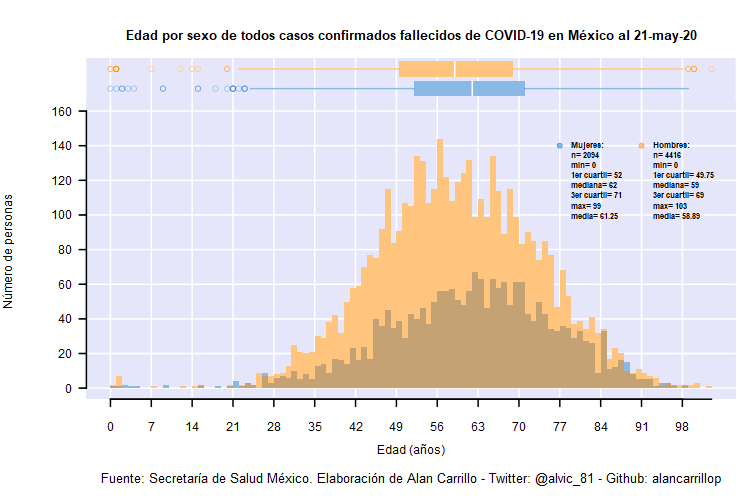 Edad por sexo de todos casos confirmados fallecidos de COVID-19 en México al 21-may-20
160
140
120
100
80
60
40
20
0
Número de personas
Mujeres:
n= 2094
min= 0
1er cuartil= 52
mediana= 62
3er cuartil= 71
max= 99
media= 61.25
Hombres:
n= 4416
min= 0
1er cuartil= 49.75
mediana= 59
3er cuartil= 69
max= 103
media= 58.89
0 7 14 21 28 35 42 49 56 63 70 77 84 91 98
Edad (años)
Fuente: Secretaría de Salud México. Elaboración de Alan Carrillo - Twitter: @alvic_81 - Github: alancarrillop